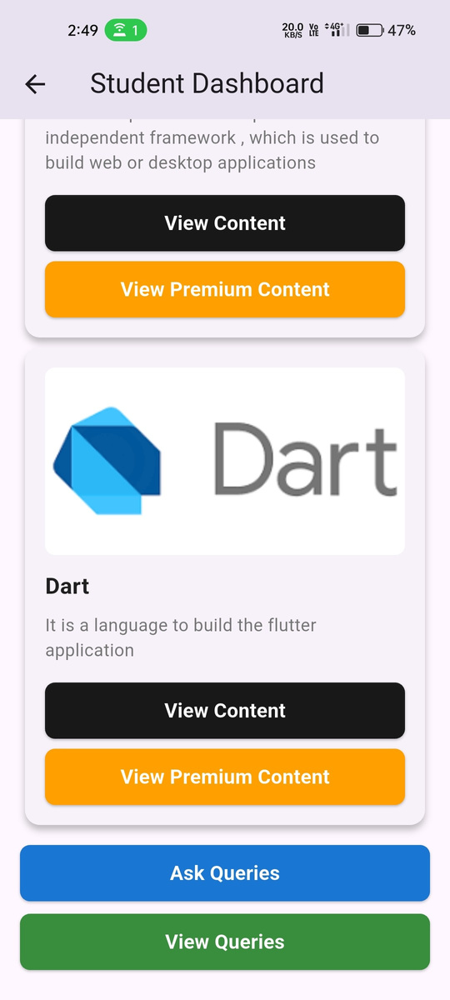 2:49 1 20.0 KB/S Vo LTE 4G+ 47%
Student Dashboard
independent framework , which is used to
build web or desktop applications
View Content
View Premium Content
Dart
Dart
It is a language to build the flutter
application
View Content
View Premium Content
Ask Queries
View Queries